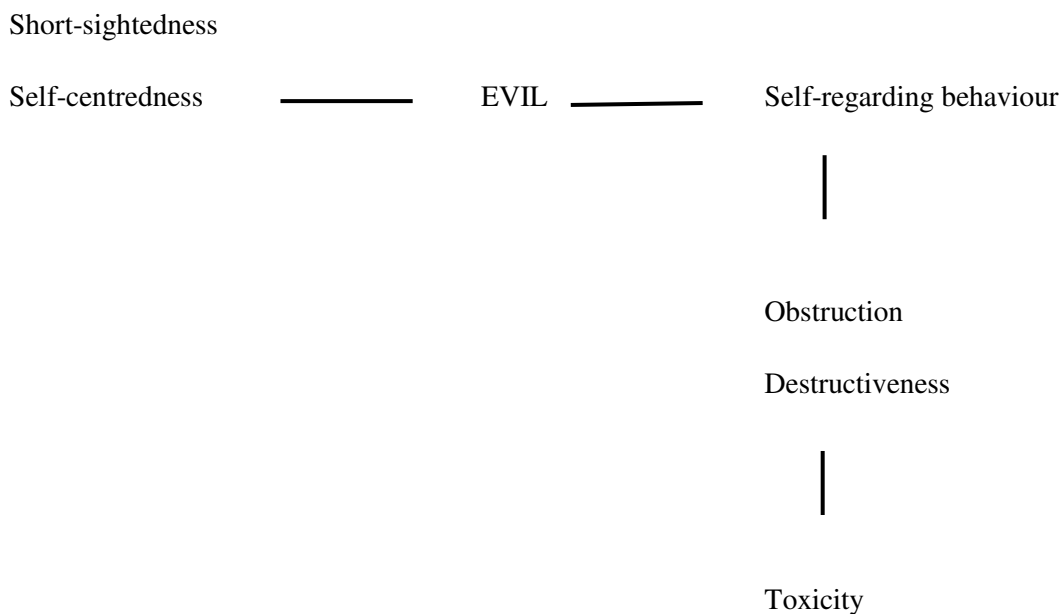 Short-sightedness
Self-centredness EVIL Self-regarding behaviour
Obstruction
Destructiveness
Toxicity